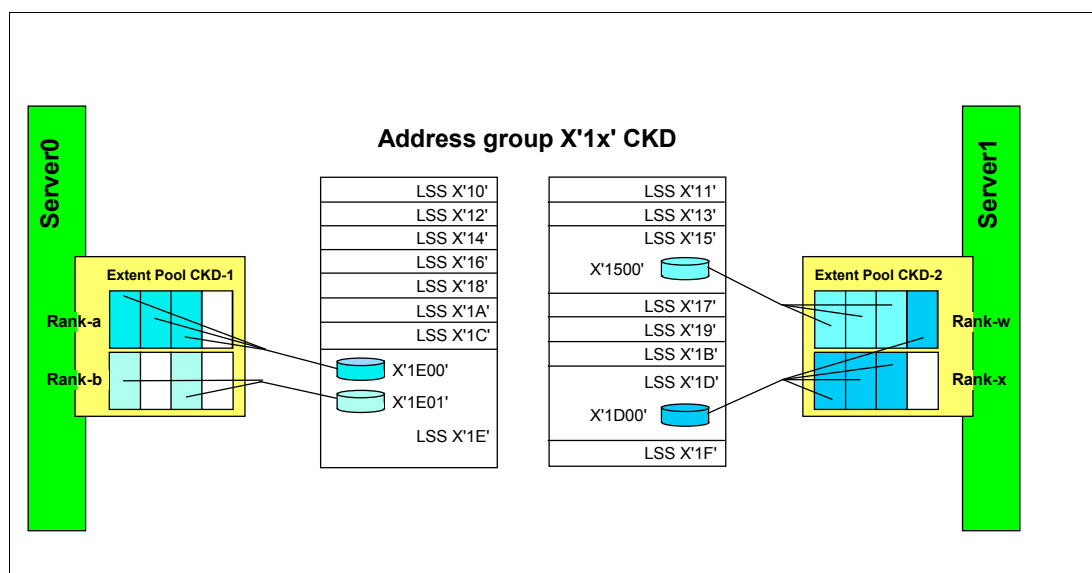 Address group X'1x' CKD
Server0
Extent Pool CKD-1
Rank-a
Rank-b
LSS X'10'
LSS X'12'
LSS X'14'
LSS X'16'
LSS X'18'
LSS X'1A'
LSS X'1C'
X'1E00'
X'1E01'
LSS X'1E'
LSS X'11'
LSS X'13'
LSS X'15'
X'1500'
LSS X'17'
LSS X'19'
LSS X'1B'
LSS X'1D'
X'1D00'
LSS X'1F'
Server1
Extent Pool CKD-2
Rank-w
Rank-x